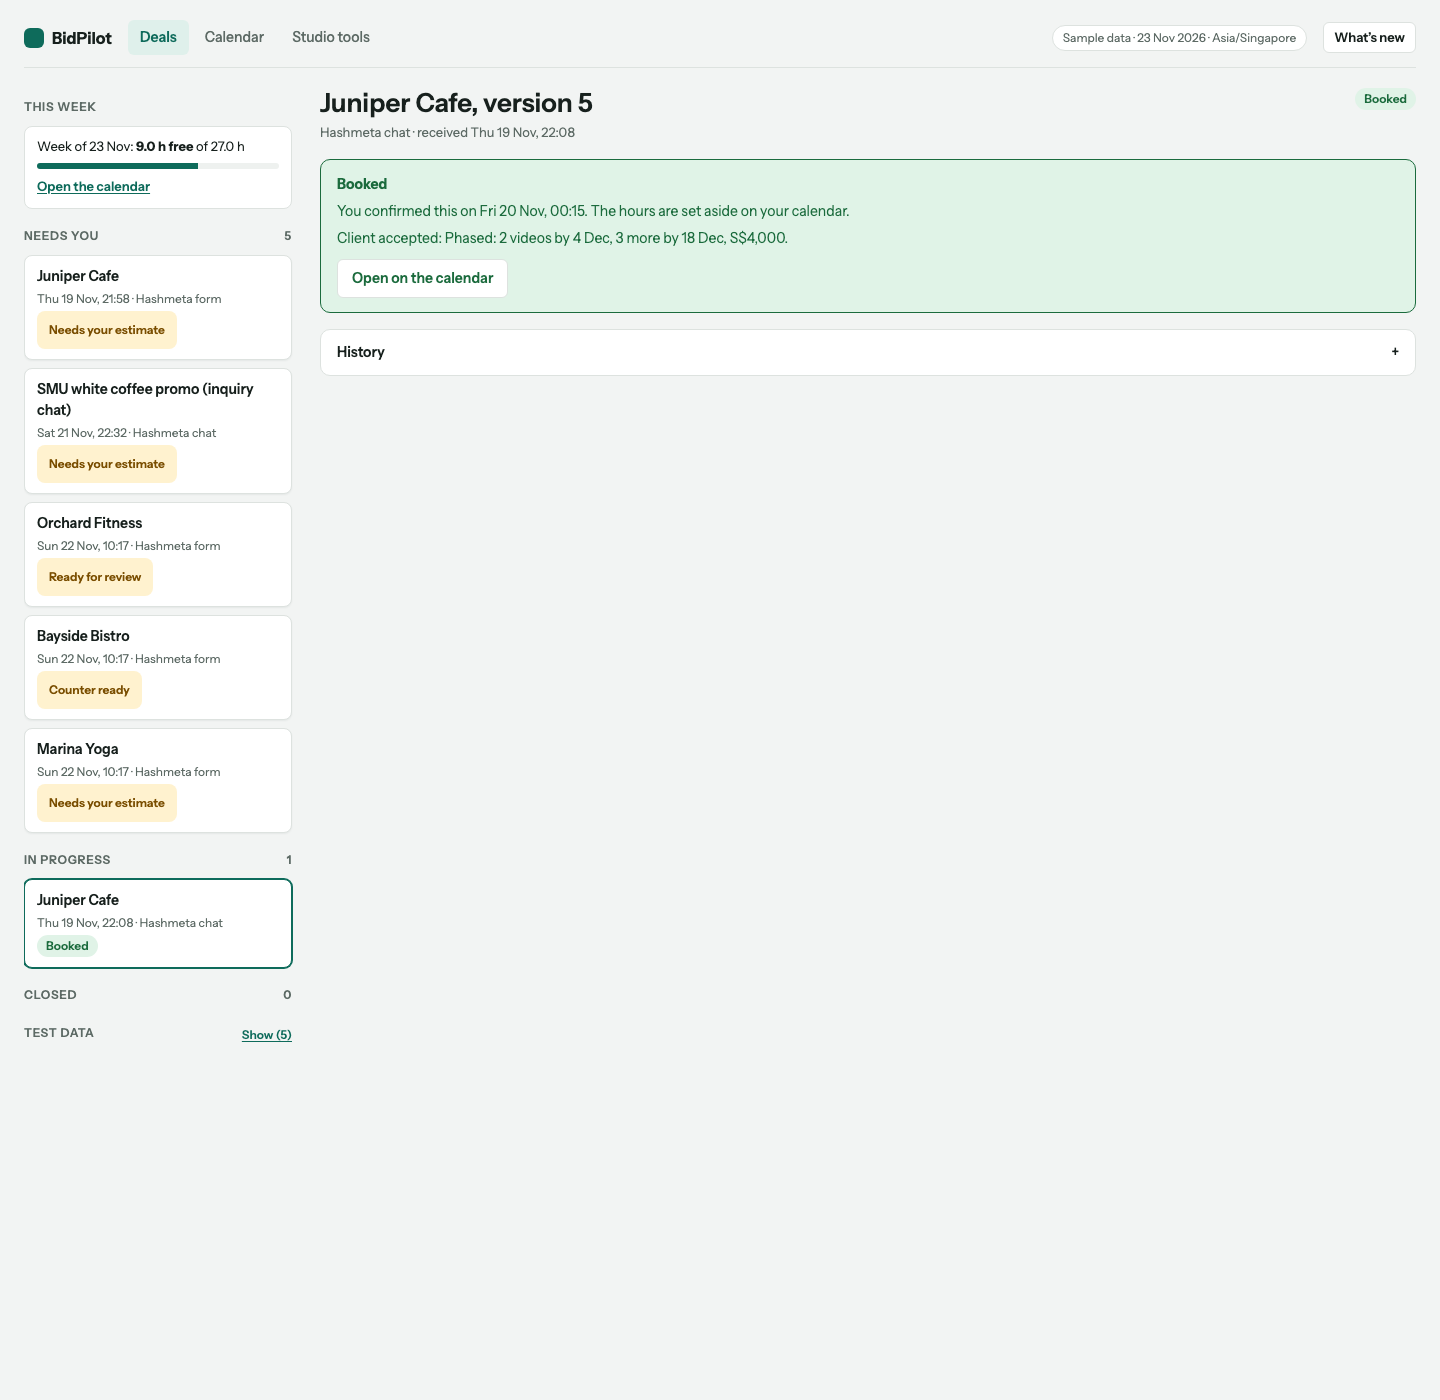 BidPilot
Deals
Calendar
Studio tools
Sample data · 23 Nov 2026 · Asia/Singapore
What's new
THIS WEEK
Week of 23 Nov: 9.0 h free of 27.0 h
Open the calendar
NEEDS YOU 5
Juniper Cafe
Thu 19 Nov, 21:58 · Hashmeta form
Needs your estimate
SMU white coffee promo (inquiry
chat)
Sat 21 Nov, 22:32 · Hashmeta chat
Needs your estimate
Orchard Fitness
Sun 22 Nov, 10:17 · Hashmeta form
Ready for review
Bayside Bistro
Sun 22 Nov, 10:17 · Hashmeta form
Counter ready
Marina Yoga
Sun 22 Nov, 10:17 · Hashmeta form
Needs your estimate
IN PROGRESS 1
Juniper Cafe
Thu 19 Nov, 22:08 · Hashmeta chat
Booked
CLOSED 0
TEST DATA Show (5)
Juniper Cafe, version 5
Booked
Hashmeta chat · received Thu 19 Nov, 22:08
Booked
You confirmed this on Fri 20 Nov, 00:15. The hours are set aside on your calendar.
Client accepted: Phased: 2 videos by 4 Dec, 3 more by 18 Dec, S$4,000.
Open on the calendar
History +